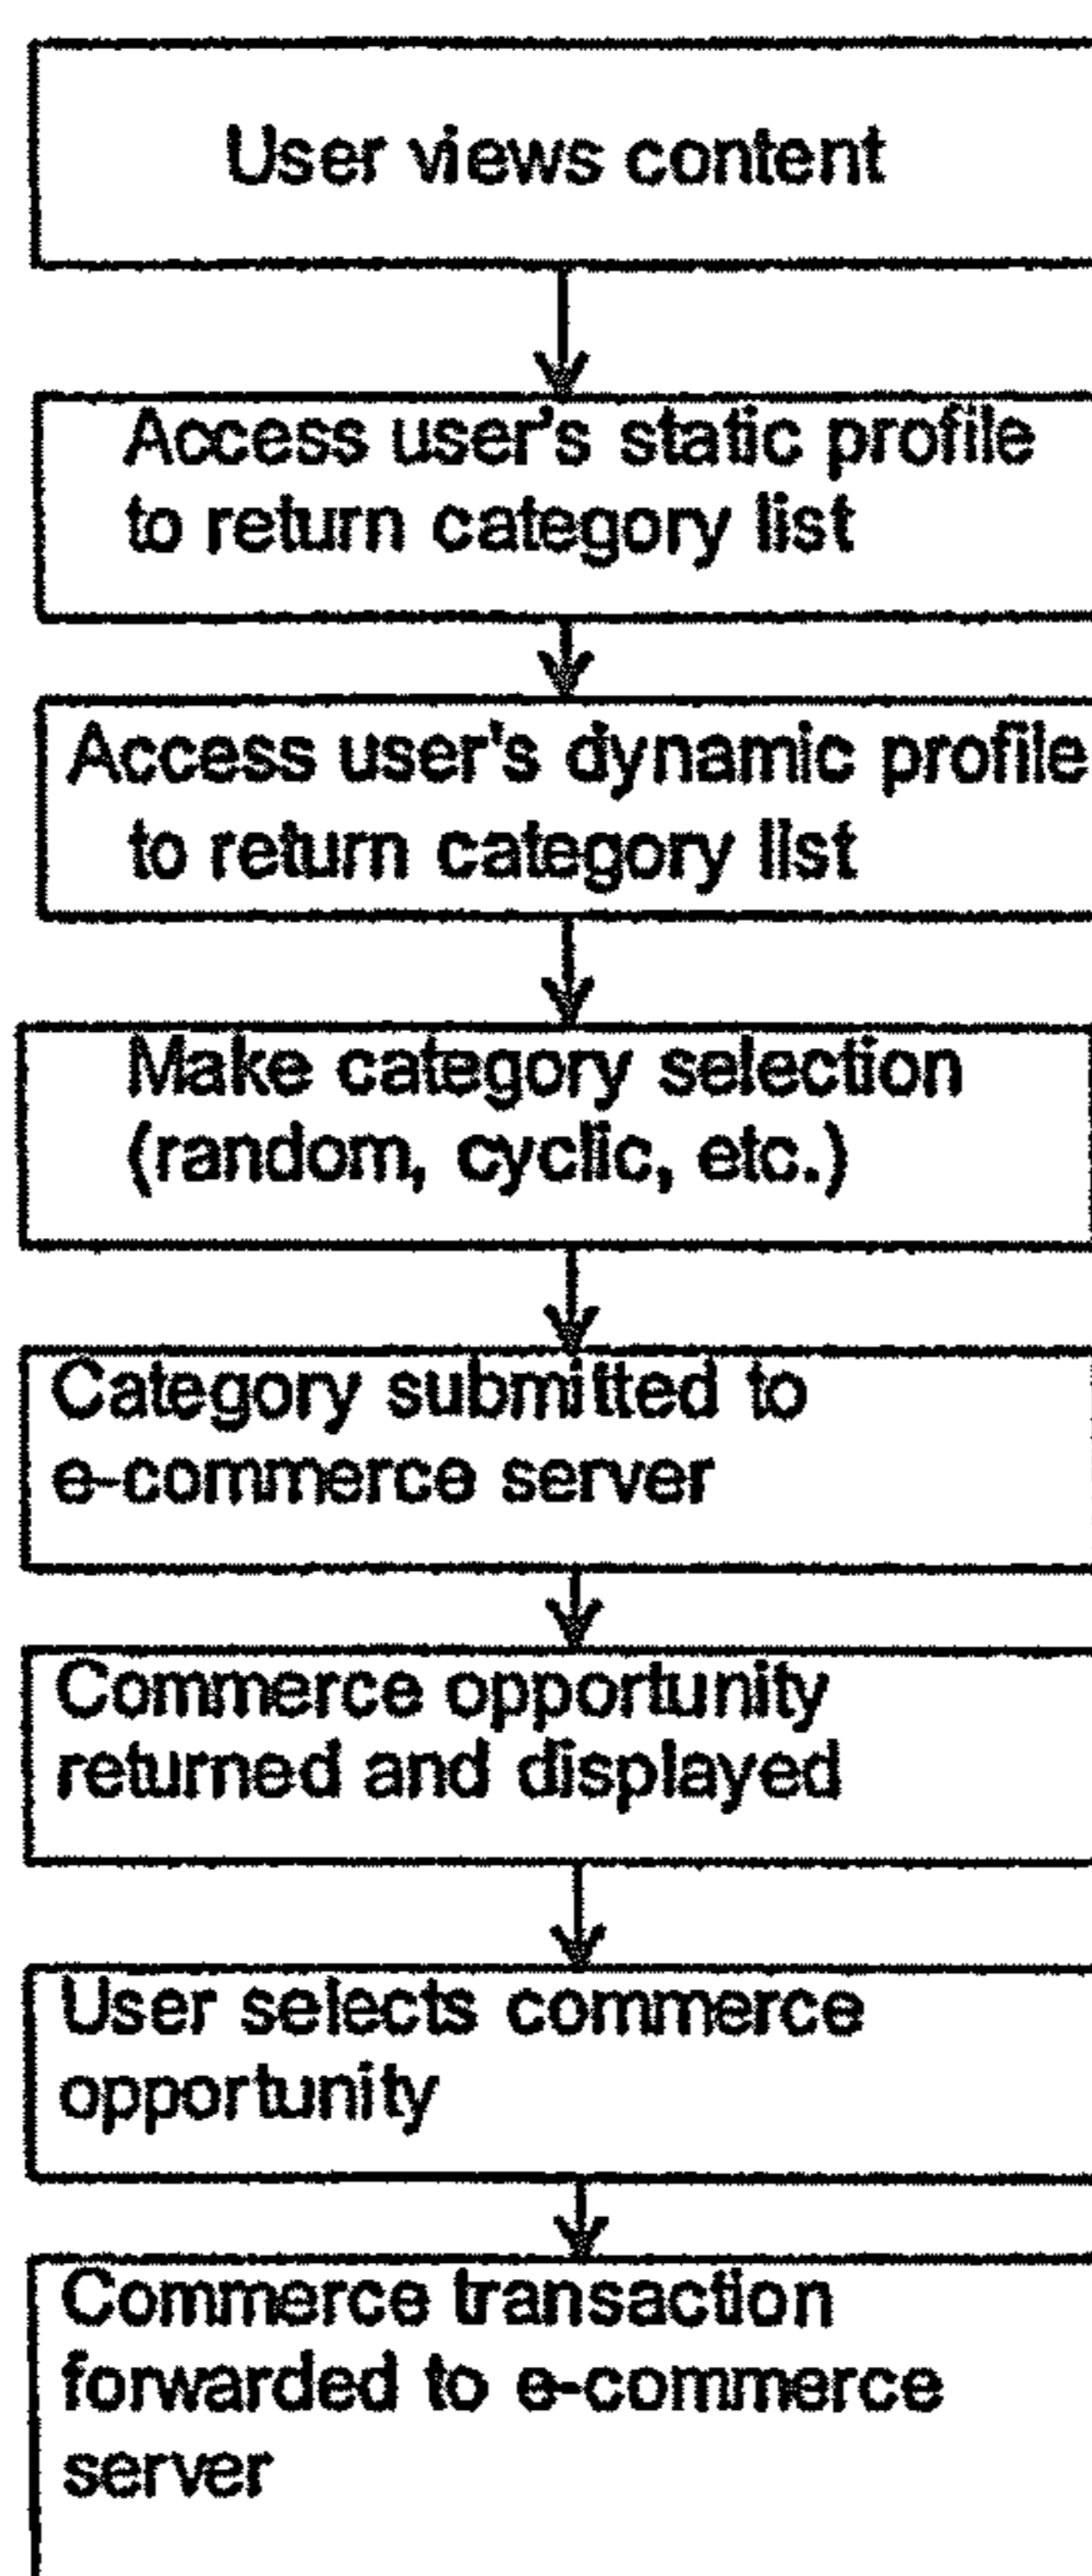 User views content
Access user's static profile
to return category list
Access user's dynamic profile
to return category list
Make category selection
(random, cyclic, etc.)
Category submitted to
e-commerce server
Commerce opportunity
returned and displayed
User selects commerce
opportunity
Commerce transaction
forwarded to e-commerce
server